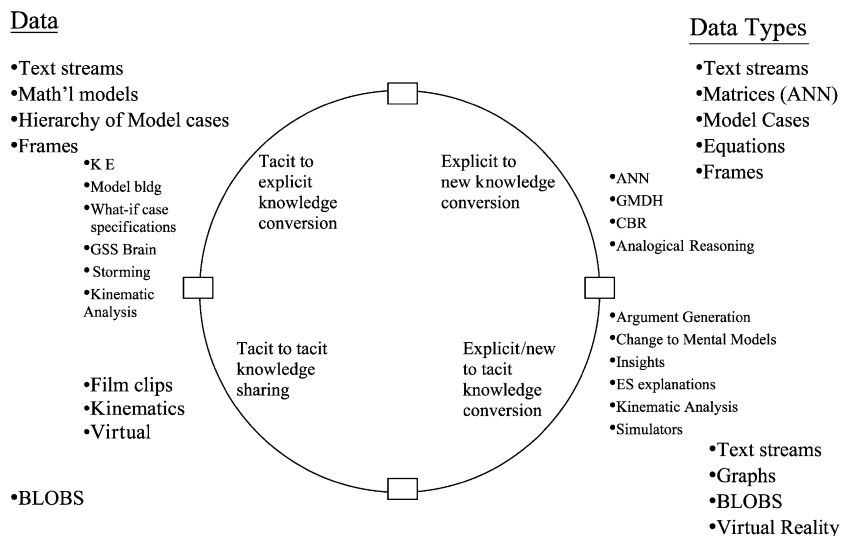 Data
•Text streams
•Math'l models
•Hierarchy of Model cases
•Frames
•K E
•Model bldg
•What-if case
specifications
•GSS Brain
•Storming
•Kinematic
Analysis
Tacit to
explicit
knowledge
conversion
Explicit to
new knowledge
conversion
Data Types
•Text streams
•Matrices (ANN)
•Model Cases
•Equations
•Frames
•ANN
•GMDH
•CBR
•Analogical Reasoning
Tacit to tacit
knowledge
sharing
Explicit/new
to tacit
knowledge
conversion
•Argument Generation
•Change to Mental Models
•Insights
•ES explanations
•Kinematic Analysis
•Simulators
•Film clips
•Kinematics
•Virtual
•BLOBS
•Text streams
•Graphs
•BLOBS
•Virtual Reality